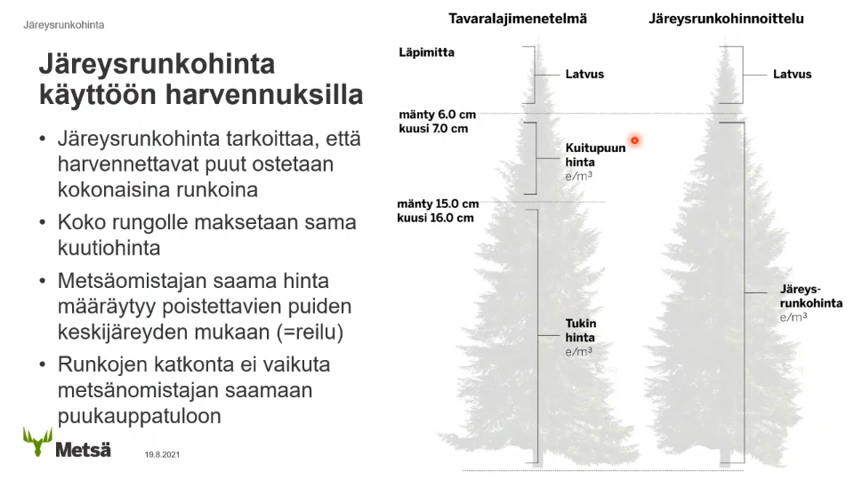 Järeysrunkohinta
Järeysrunkohinta
käyttöön harvennuksilla
• Järeysrunkohinta tarkoittaa, että
harvennettavat puut ostetaan
kokonaisina runkoina
• Koko rungolle maksetaan sama
kuutiohinta
• Metsäomistajan saama hinta
määräytyy poistettavien puiden
keskijäreyden mukaan (=reilu)
• Runkojen katkonta ei vaikuta
metsänomistajan saamaan
puukauppatuloon
Metsä
19.8.2021
Tavaralajimenetelmä
Läpimitta
Latvus
mänty 6.0 cm
kuusi 7.0 cm
Kuitupuun
hinta
e/m³
mänty 15.0 cm
kuusi 16.0 cm
Tukin
hinta
e/m³
Järeysrunkohinnoittelu
Latvus
Järeys-
runkohinta
e/m³